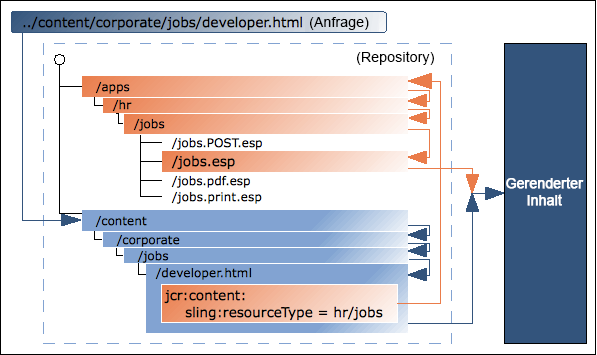 ../content/corporate/jobs/developer.html (Anfrage)
(Repository)
/apps
/hr
/jobs
/jobs.POST.esp
/jobs.esp
/jobs.pdf.esp
/jobs.print.esp
/content
/corporate
/jobs
/developer.html
jcr:content:
sling:resourceType = hr/jobs
Gerenderter
Inhalt